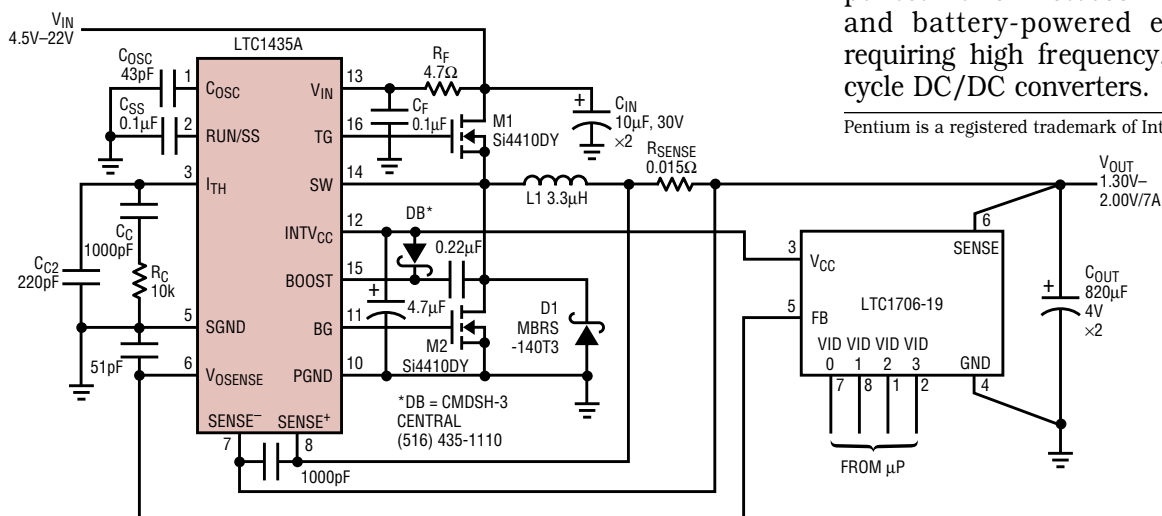 and battery-powered e
requiring high frequency,
cycle DC/DC converters.
Pentium is a registered trademark of Int
VIN
4.5V–22V
LTC1435A
COSC
43pF
1
COSC
CSS
0.1µF
2
RUN/SS
3
ITH
CC
1000pF
CC2
220pF
RC
10k
5
SGND
51pF
6
VOSENSE
SENSE–
SENSE+
7
8
1000pF
13
VIN
RF
4.7Ω
CF
0.1µF
16
TG
M1
Si4410DY
+
CIN
10µF, 30V
×2
14
SW
L1 3.3µH
RSENSE
0.015Ω
12
INTVCC
DB*
0.22µF
15
BOOST
+
4.7µF
11
BG
M2
Si4410DY
D1
MBRS
-140T3
10
PGND
*DB = CMDSH-3
CENTRAL
(516) 435-1110
VOUT
1.30V–
2.00V/7A
6
SENSE
3
VCC
LTC1706-19
5
FB
VID VID VID VID
0 1 2 3
7 8 1 2
GND
4
FROM µP
+
COUT
820µF
4V
×2